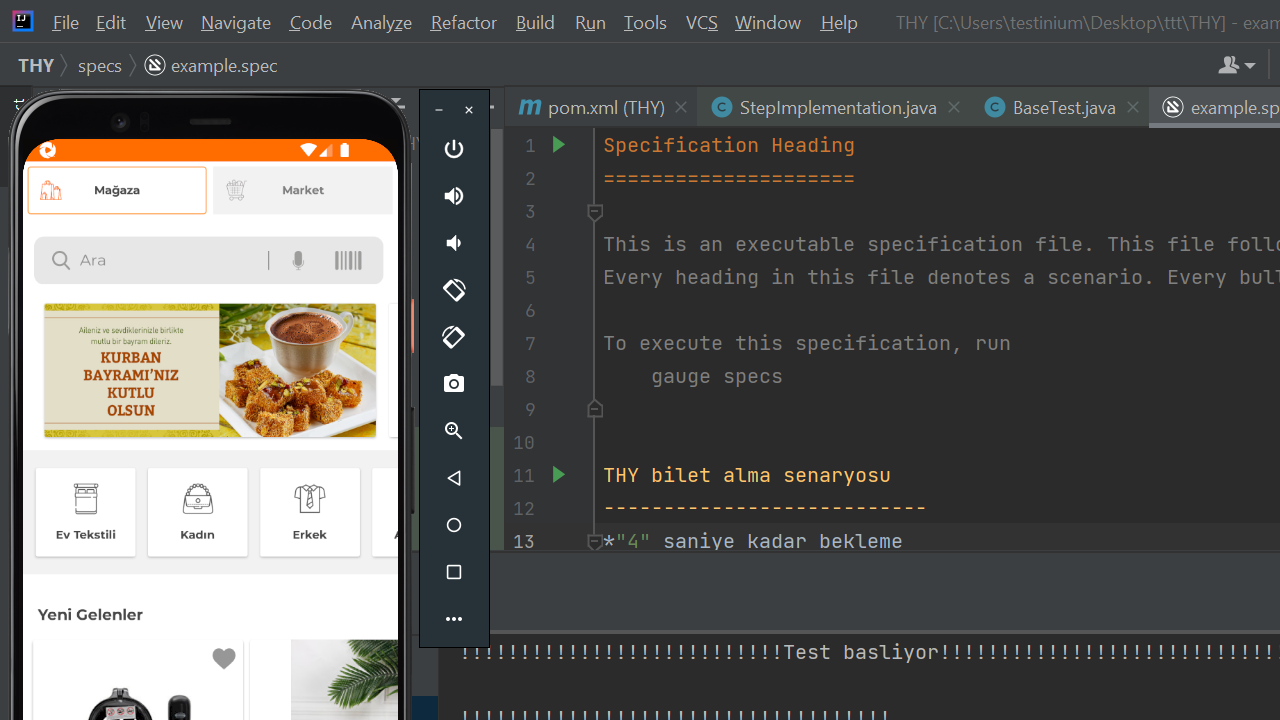 File Edit View Navigate Code Analyze Refactor Build Run Tools VCS Window Help THY [C:\Users\testinium\Desktop\ttt\THY] - exam
THY specs example.spec
pom.xml (THY) StepImplementation.java BaseTest.java example.sp
Mağaza Market
Ara
Aileniz ve sevdiklerinizle birlikte
mutlu bir bayram dileriz.
KURBAN
BAYRAMI’NIZ
KUTLU
OLSUN
Ev Tekstili Kadın Erkek
Yeni Gelenler
1 Specification Heading
2 =====================
3
4 This is an executable specification file. This file follo
5 Every heading in this file denotes a scenario. Every bull
6
7 To execute this specification, run
8 gauge specs
9
10
11 THY bilet alma senaryosu
12 ---------------------------
13 *"4" saniye kadar bekleme
!!!!!!!!!!!!!!!!!!!!!!!!!!!Test basliyor!!!!!!!!!!!!!!!!!!!!!!!!!!!!
!!!!!!!!!!!!!!!!!!!!!!!!!!!!!!!!!!!!